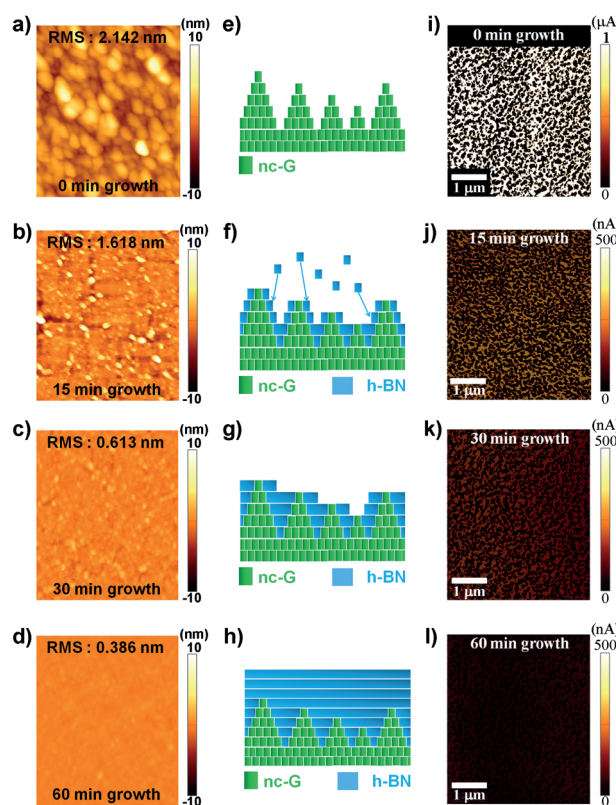 a)
(nm)
10
RMS : 2.142 nm
0 min growth
-10
e)
nc-G
i)
(μA)
1
0 min growth
1 μm
0
b)
(nm)
10
RMS : 1.618 nm
15 min growth
-10
f)
nc-G h-BN
j)
(nA)
500
15 min growth
1 μm
0
c)
(nm)
10
RMS : 0.613 nm
30 min growth
-10
g)
nc-G h-BN
k)
(nA)
500
30 min growth
1 μm
0
d)
(nm)
10
RMS : 0.386 nm
60 min growth
-10
h)
nc-G h-BN
l)
(nA)
500
60 min growth
1 μm
0